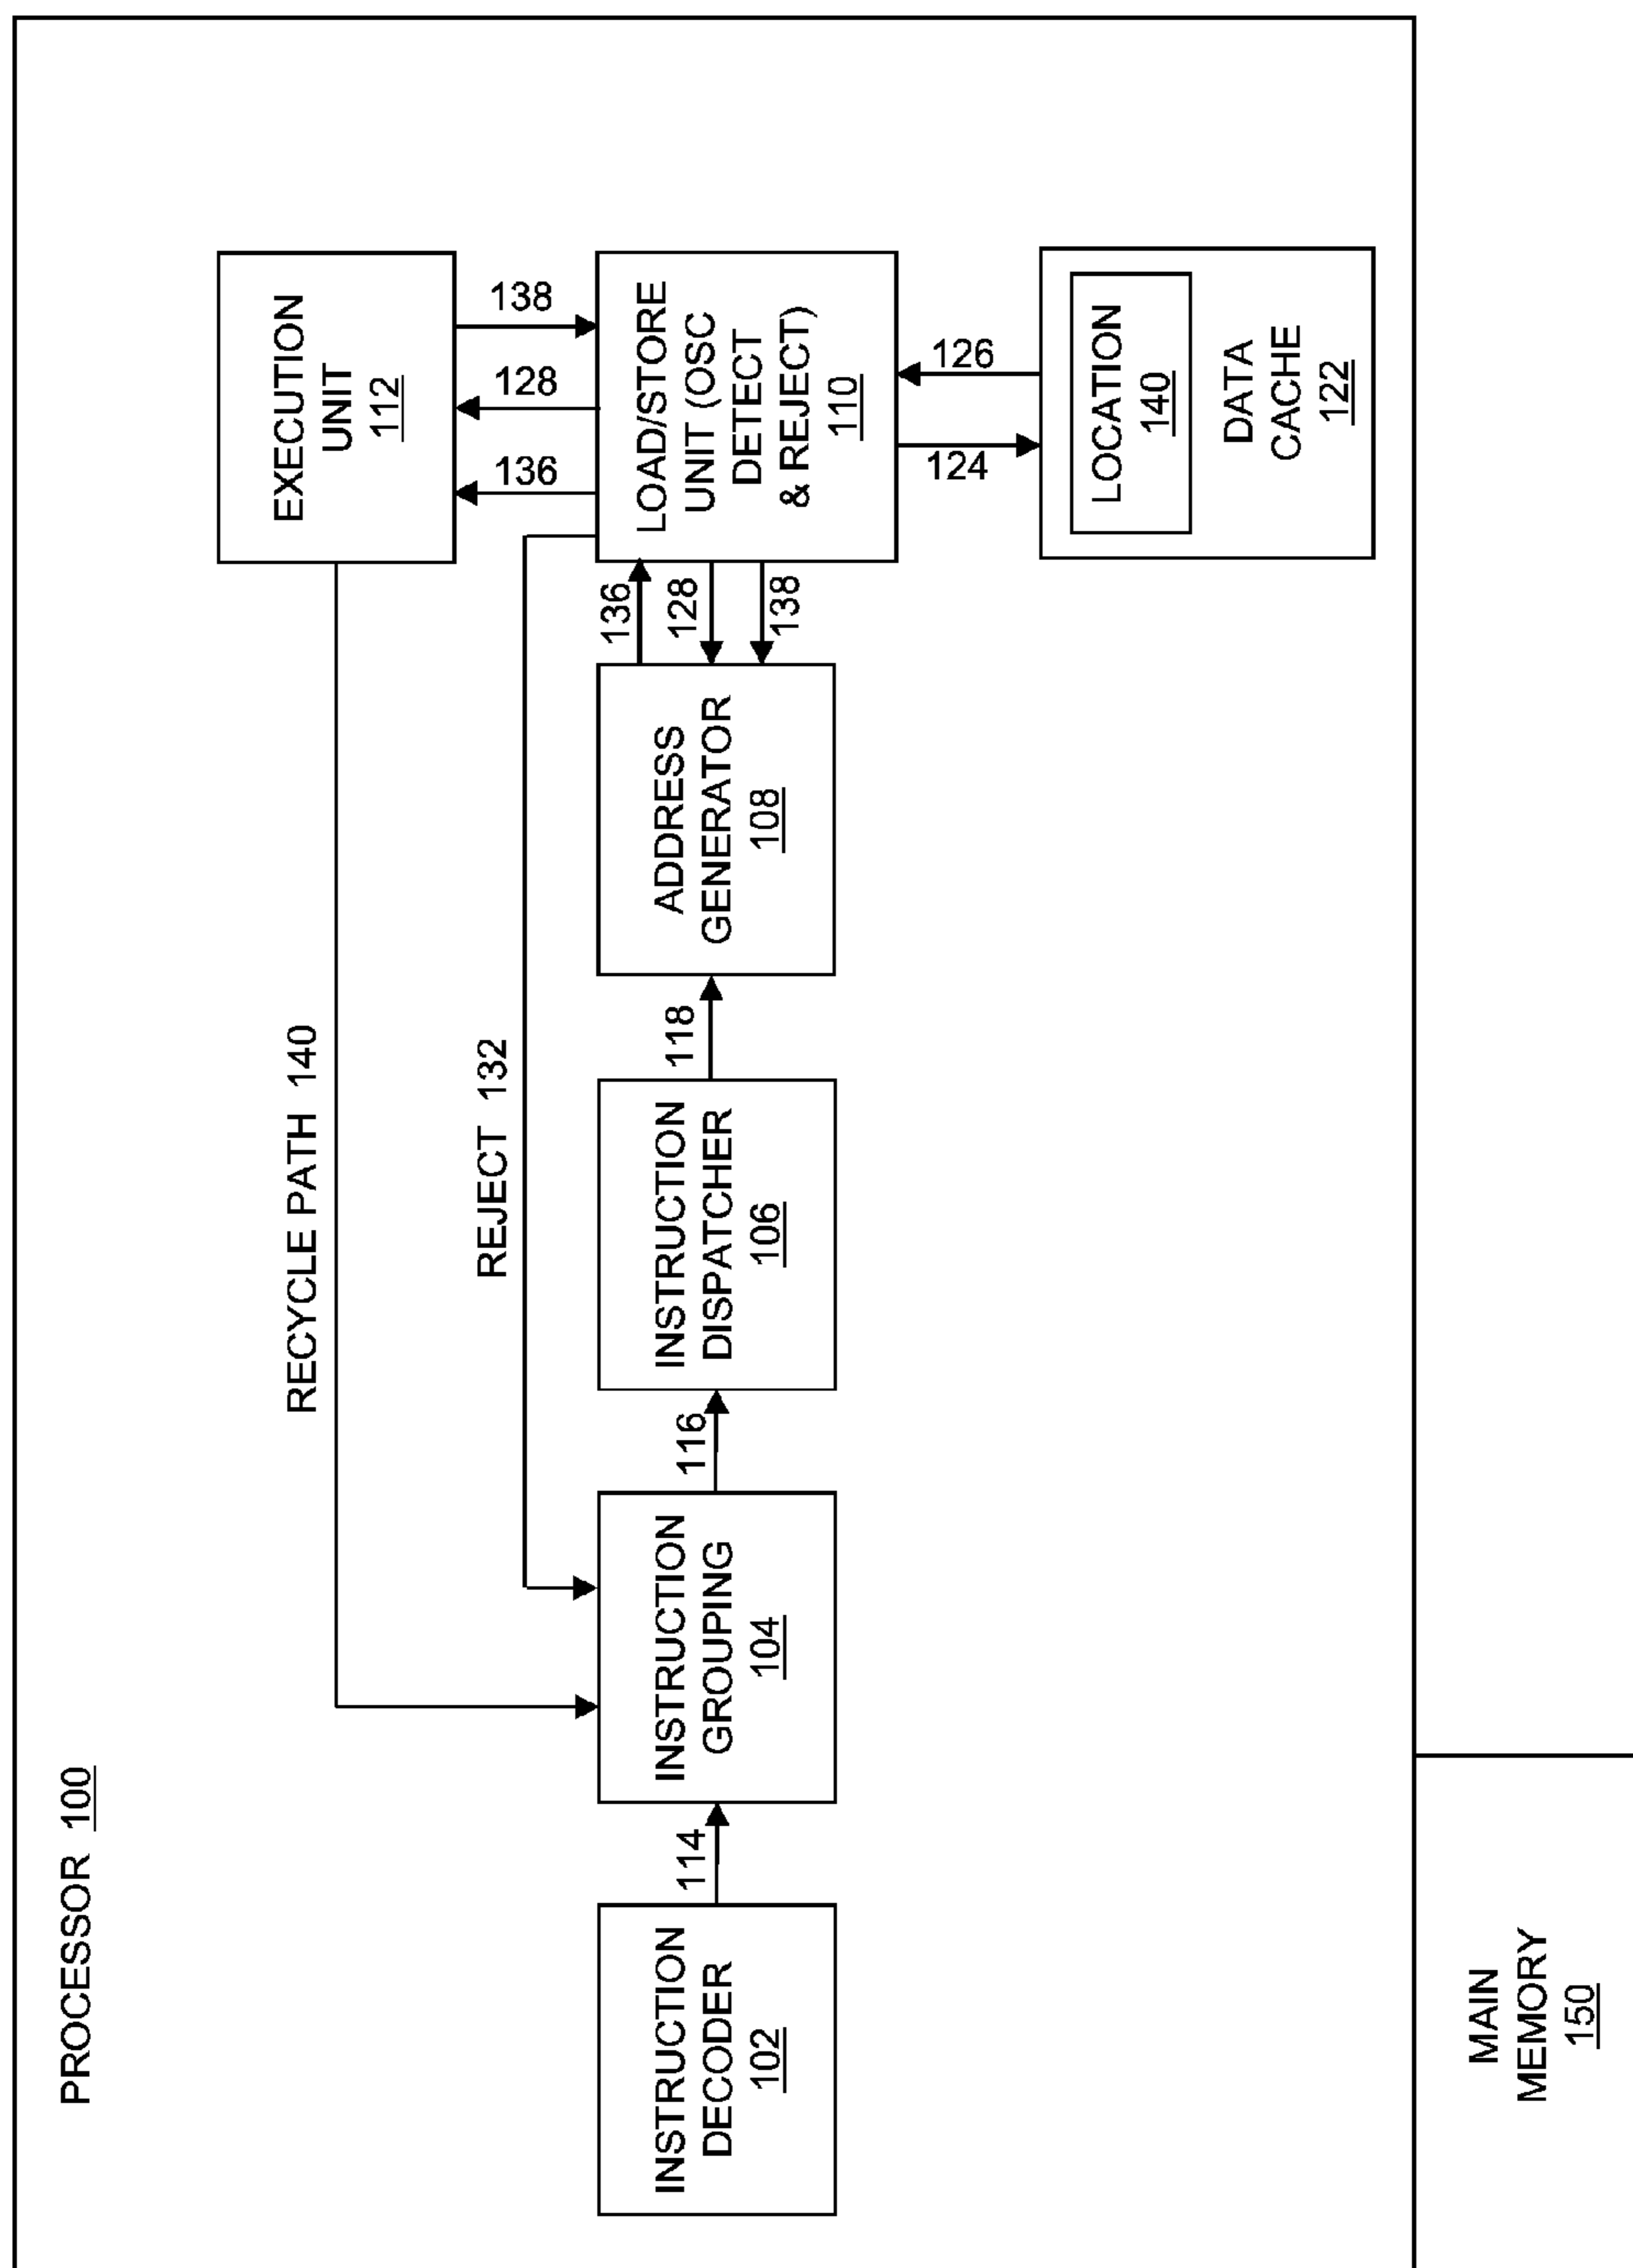 PROCESSOR 100
RECYCLE PATH 140
REJECT 132
EXECUTION
UNIT
112
136
128
138
INSTRUCTION
DECODER
102
114
INSTRUCTION
GROUPING
104
116
INSTRUCTION
DISPATCHER
106
118
ADDRESS
GENERATOR
108
136
128
138
LOAD/STORE
UNIT (OSC
DETECT
& REJECT)
110
124
126
LOCATION
140
DATA
CACHE
122
MAIN
MEMORY
150